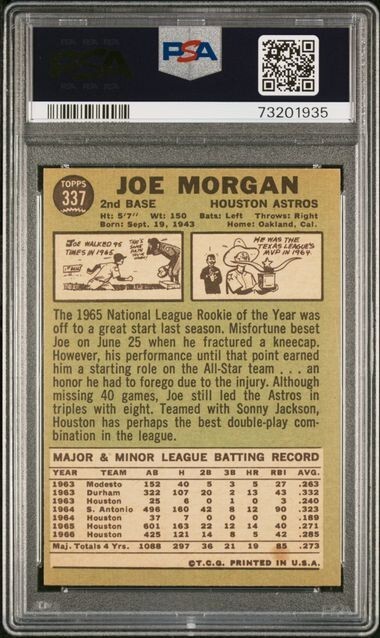 PSA
PSA
73201935
TOPPS
337
JOE MORGAN
2nd BASE HOUSTON ASTROS
Ht: 5'7" Wt: 150 Bats: Left Throws: Right
Born: Sept. 19, 1943 Home: Oakland, Cal.
JOE WALKED 95
TIMES IN 1965.
HE WAS THE
TEXAS LEAGUE'S
MVP IN 1964.
The 1965 National League Rookie of the Year was
off to a great start last season. Misfortune beset
Joe on June 25 when he fractured a kneecap.
However, his performance until that point earned
him a starting role on the All-Star team . . . an
honor he had to forego due to the injury. Although
missing 40 games, Joe still led the Astros in
triples with eight. Teamed with Sonny Jackson,
Houston has perhaps the best double-play com-
bination in the league.
MAJOR & MINOR LEAGUE BATTING RECORD
YEAR TEAM AB H 2B 3B HR RBI AVG.
1963 Modesto 152 40 5 3 5 27 .263
1963 Durham 322 107 20 2 13 43 .332
1963 Houston 25 6 0 1 0 3 .240
1964 S. Antonio 496 160 42 8 12 90 .323
1964 Houston 37 7 0 0 0 0 .189
1965 Houston 601 163 22 12 14 40 .271
1966 Houston 425 121 14 8 5 42 .285
Maj. Totals 4 Yrs. 1088 297 36 21 19 85 .273
©T.C.G. PRINTED IN U.S.A.